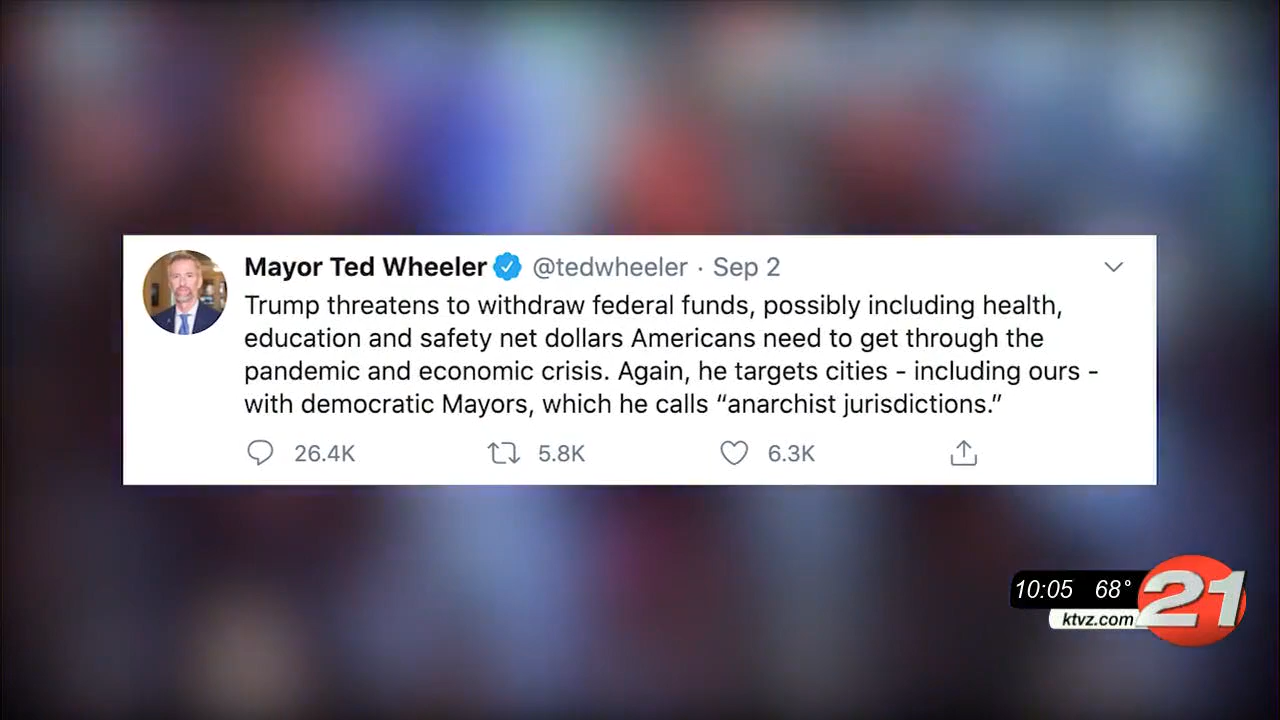 Mayor Ted Wheeler @tedwheeler · Sep 2
Trump threatens to withdraw federal funds, possibly including health,
education and safety net dollars Americans need to get through the
pandemic and economic crisis. Again, he targets cities - including ours -
with democratic Mayors, which he calls “anarchist jurisdictions.”
26.4K 5.8K 6.3K
10:05 68° 21
ktvz.com